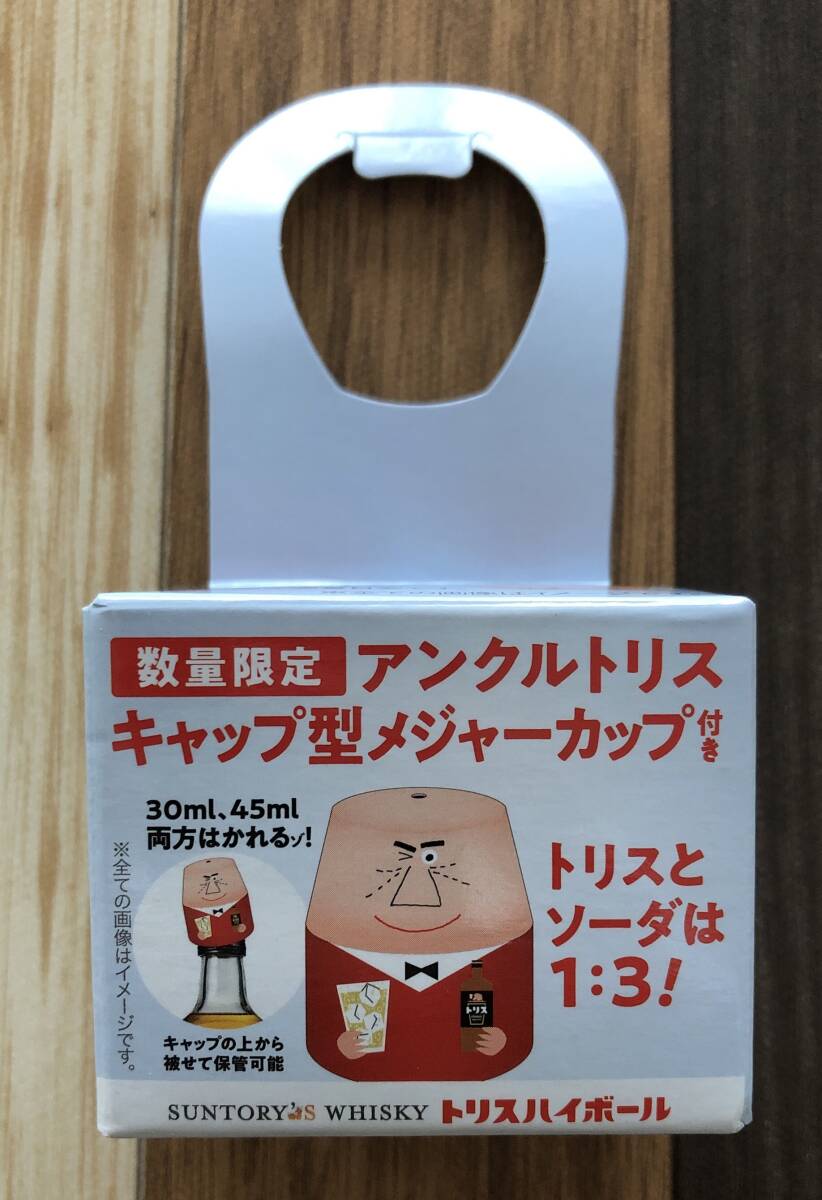 数量限定 アンクルトリス
キャップ型メジャーカップ付き
30ml、45ml
両方はかれるゾ!
※全ての画像はイメージです。
トリスと
ソーダは
1:3!
トリス
キャップの上から
被せて保管可能
SUNTORY'S WHISKY トリスハイボール